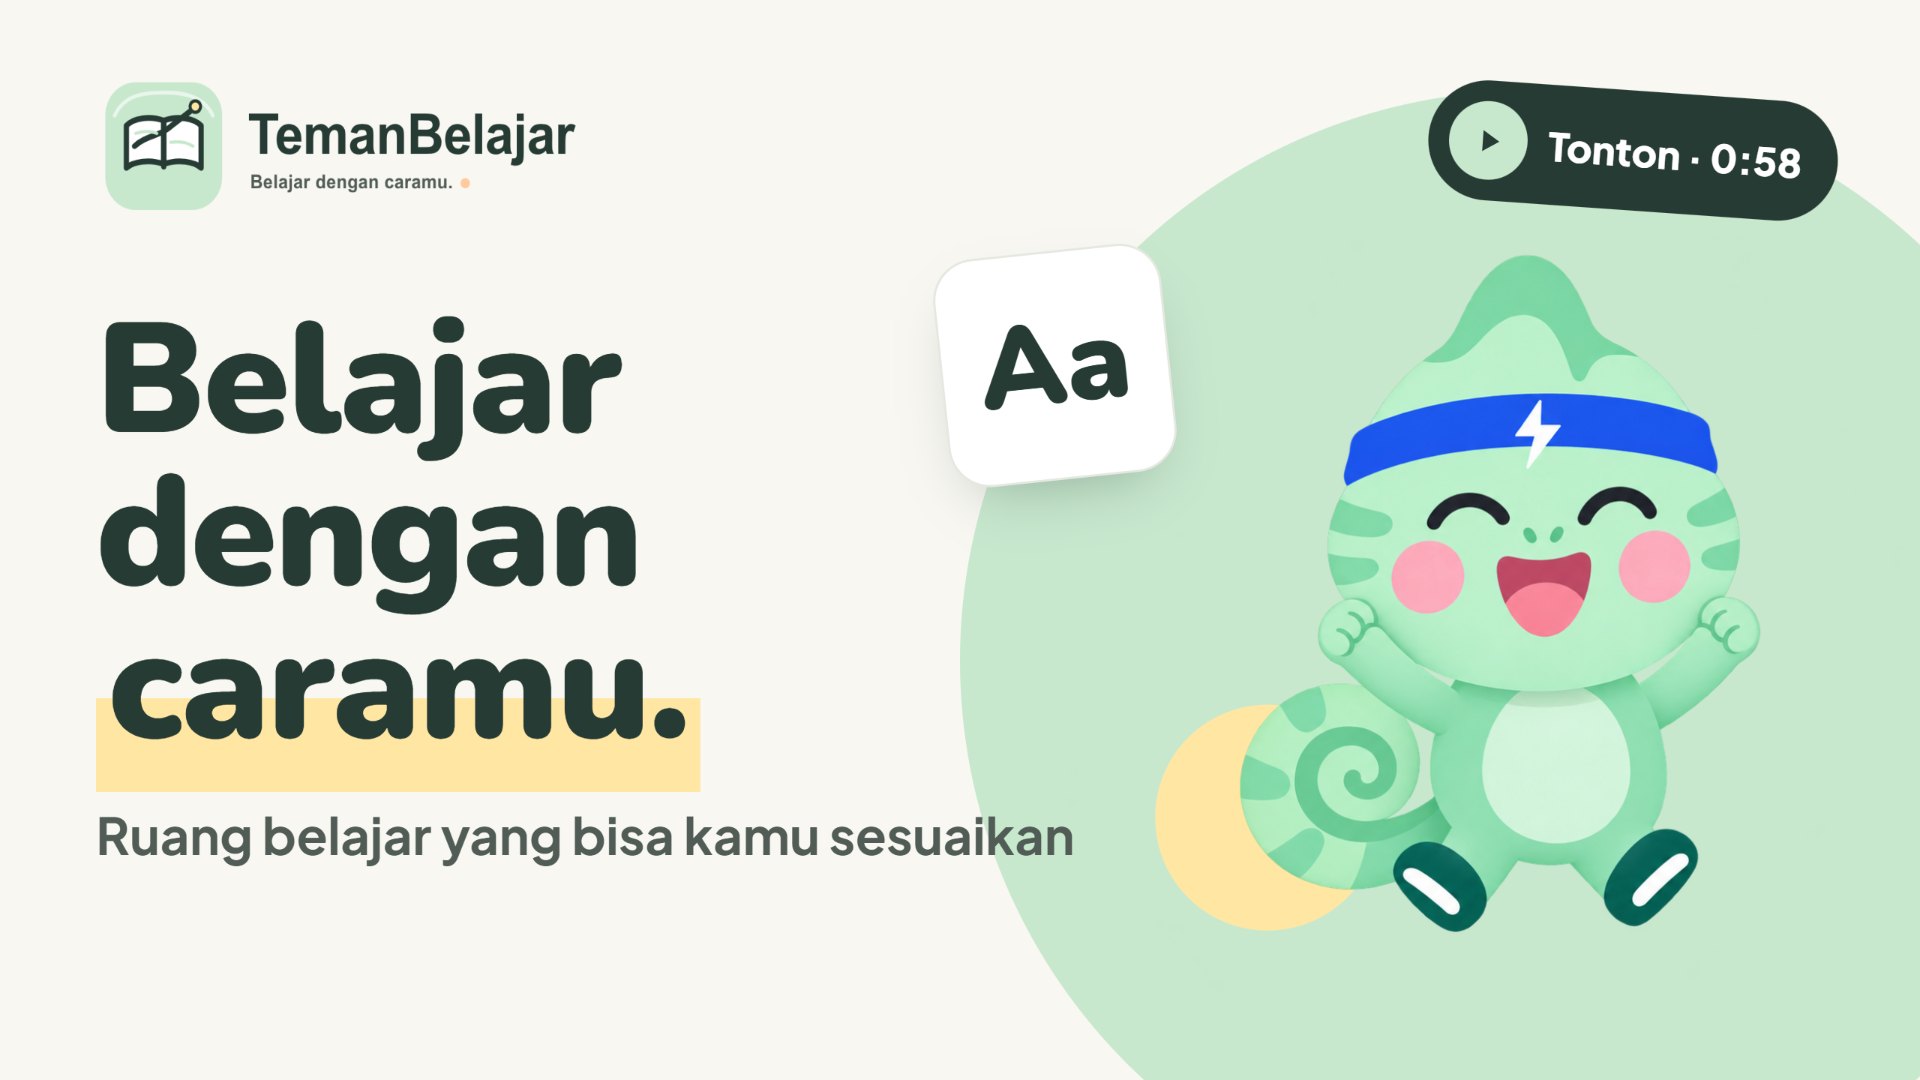 TemanBelajar
Belajar dengan caramu.
Tonton · 0:58
Aa
Belajar
dengan
caramu.
Ruang belajar yang bisa kamu sesuaikan